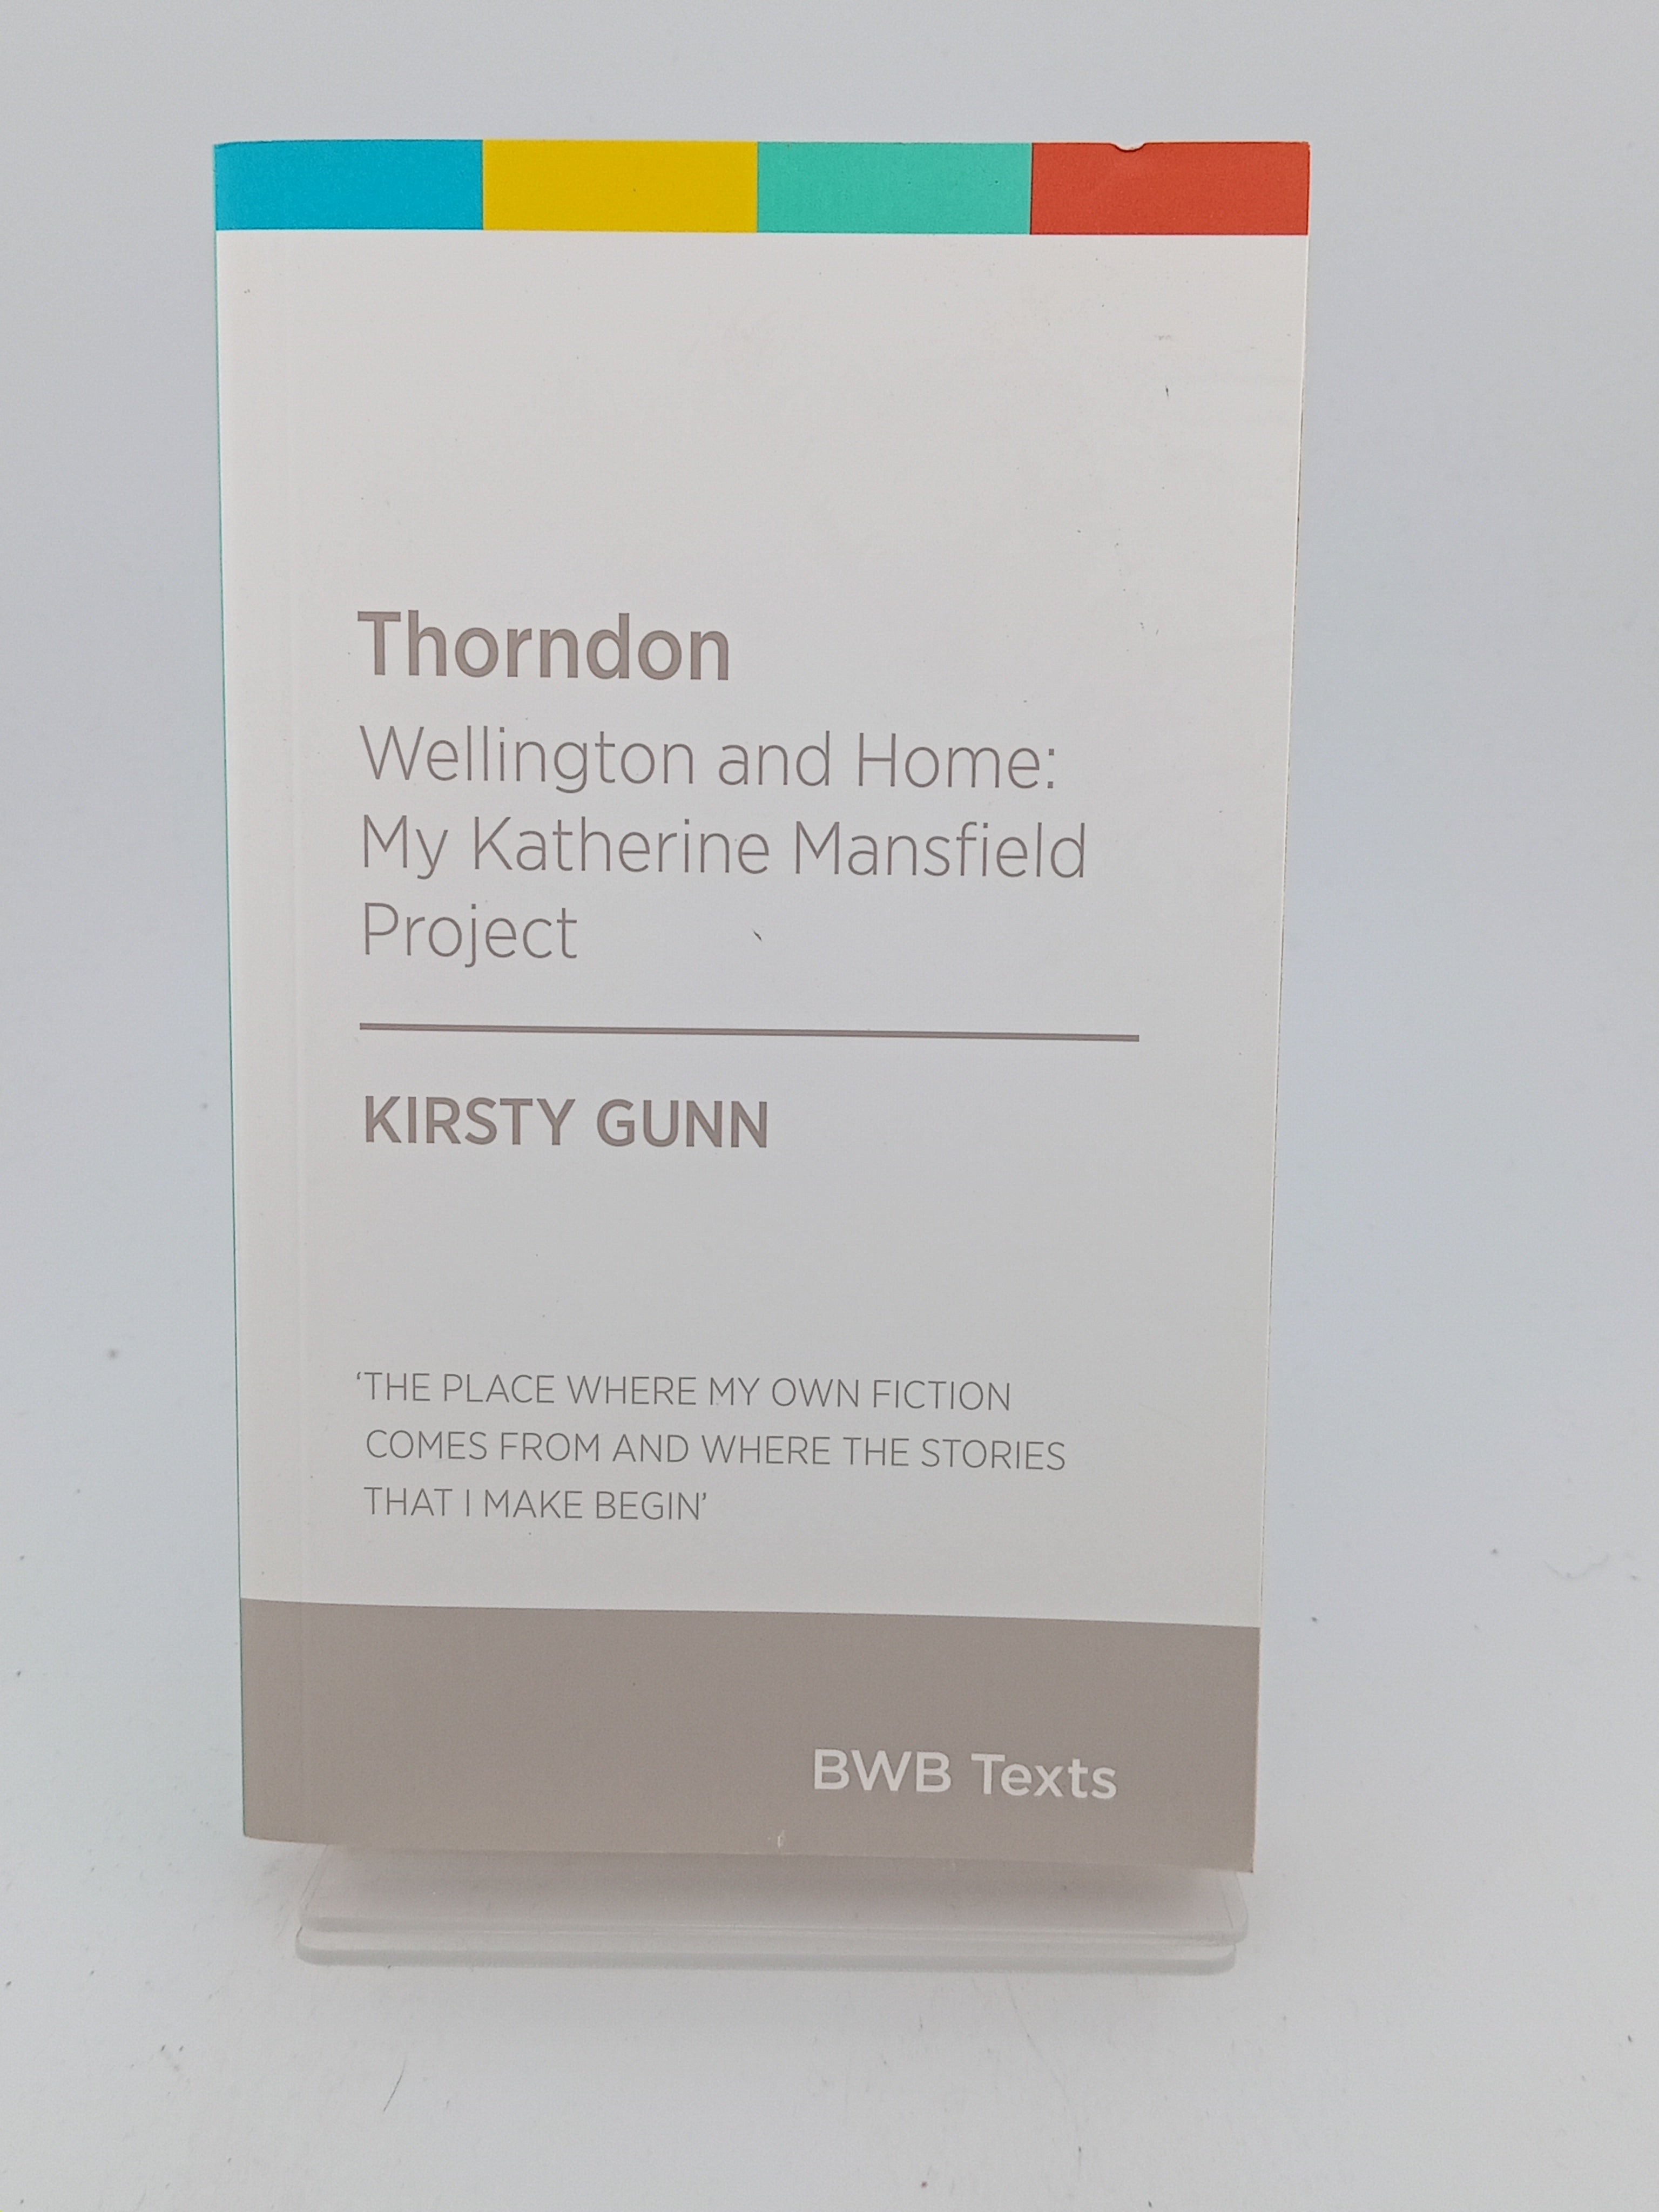 Thorndon
Wellington and Home:
My Katherine Mansfield
Project
KIRSTY GUNN
‘THE PLACE WHERE MY OWN FICTION
COMES FROM AND WHERE THE STORIES
THAT I MAKE BEGIN’
BWB Texts